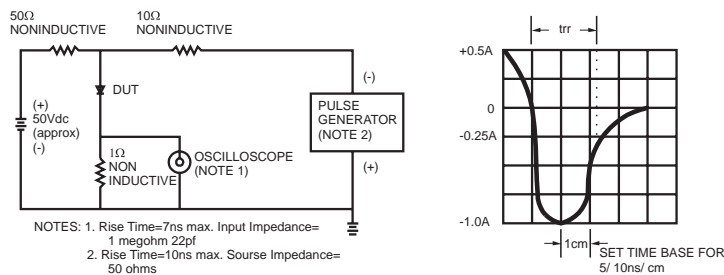 50Ω
NONINDUCTIVE
10Ω
NONINDUCTIVE
(+)
50Vdc
(approx)
(-)
DUT
1Ω
NON
INDUCTIVE
OSCILLOSCOPE
(NOTE 1)
(-)
PULSE
GENERATOR
(NOTE 2)
(+)
NOTES: 1. Rise Time=7ns max. Input Impedance=
1 megohm 22pf
2. Rise Time=10ns max. Sourse Impedance=
50 ohms
trr
+0.5A
0
-0.25A
-1.0A
1cm
SET TIME BASE FOR
5/ 10ns/ cm